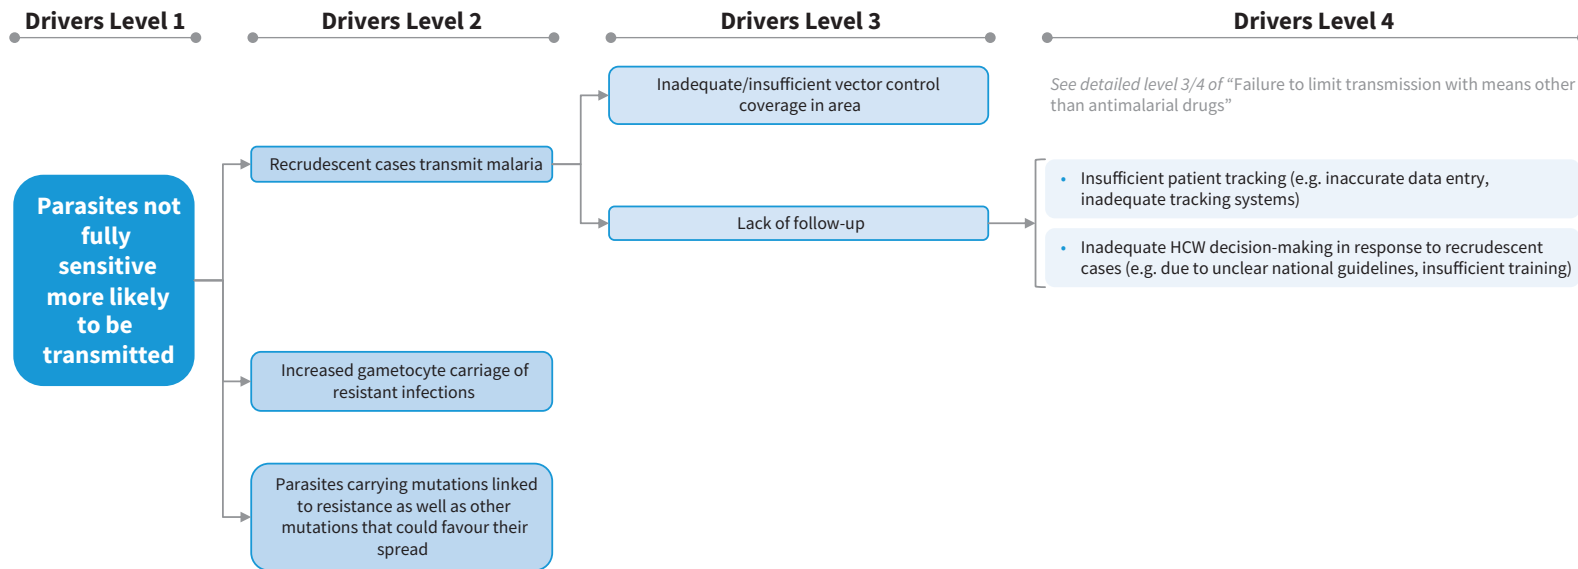 Drivers Level 1
Drivers Level 2
Drivers Level 3
Drivers Level 4
Parasites not
fully
sensitive
more likely
to be
transmitted
Recrudescent cases transmit malaria
Increased gametocyte carriage of
resistant infections
Parasites carrying mutations linked
to resistance as well as other
mutations that could favour their
spread
Inadequate/insufficient vector control
coverage in area
Lack of follow-up
See detailed level 3/4 of “Failure to limit transmission with means other
than antimalarial drugs”
• Insufficient patient tracking (e.g. inaccurate data entry,
inadequate tracking systems)
• Inadequate HCW decision-making in response to recrudescent
cases (e.g. due to unclear national guidelines, insufficient training)